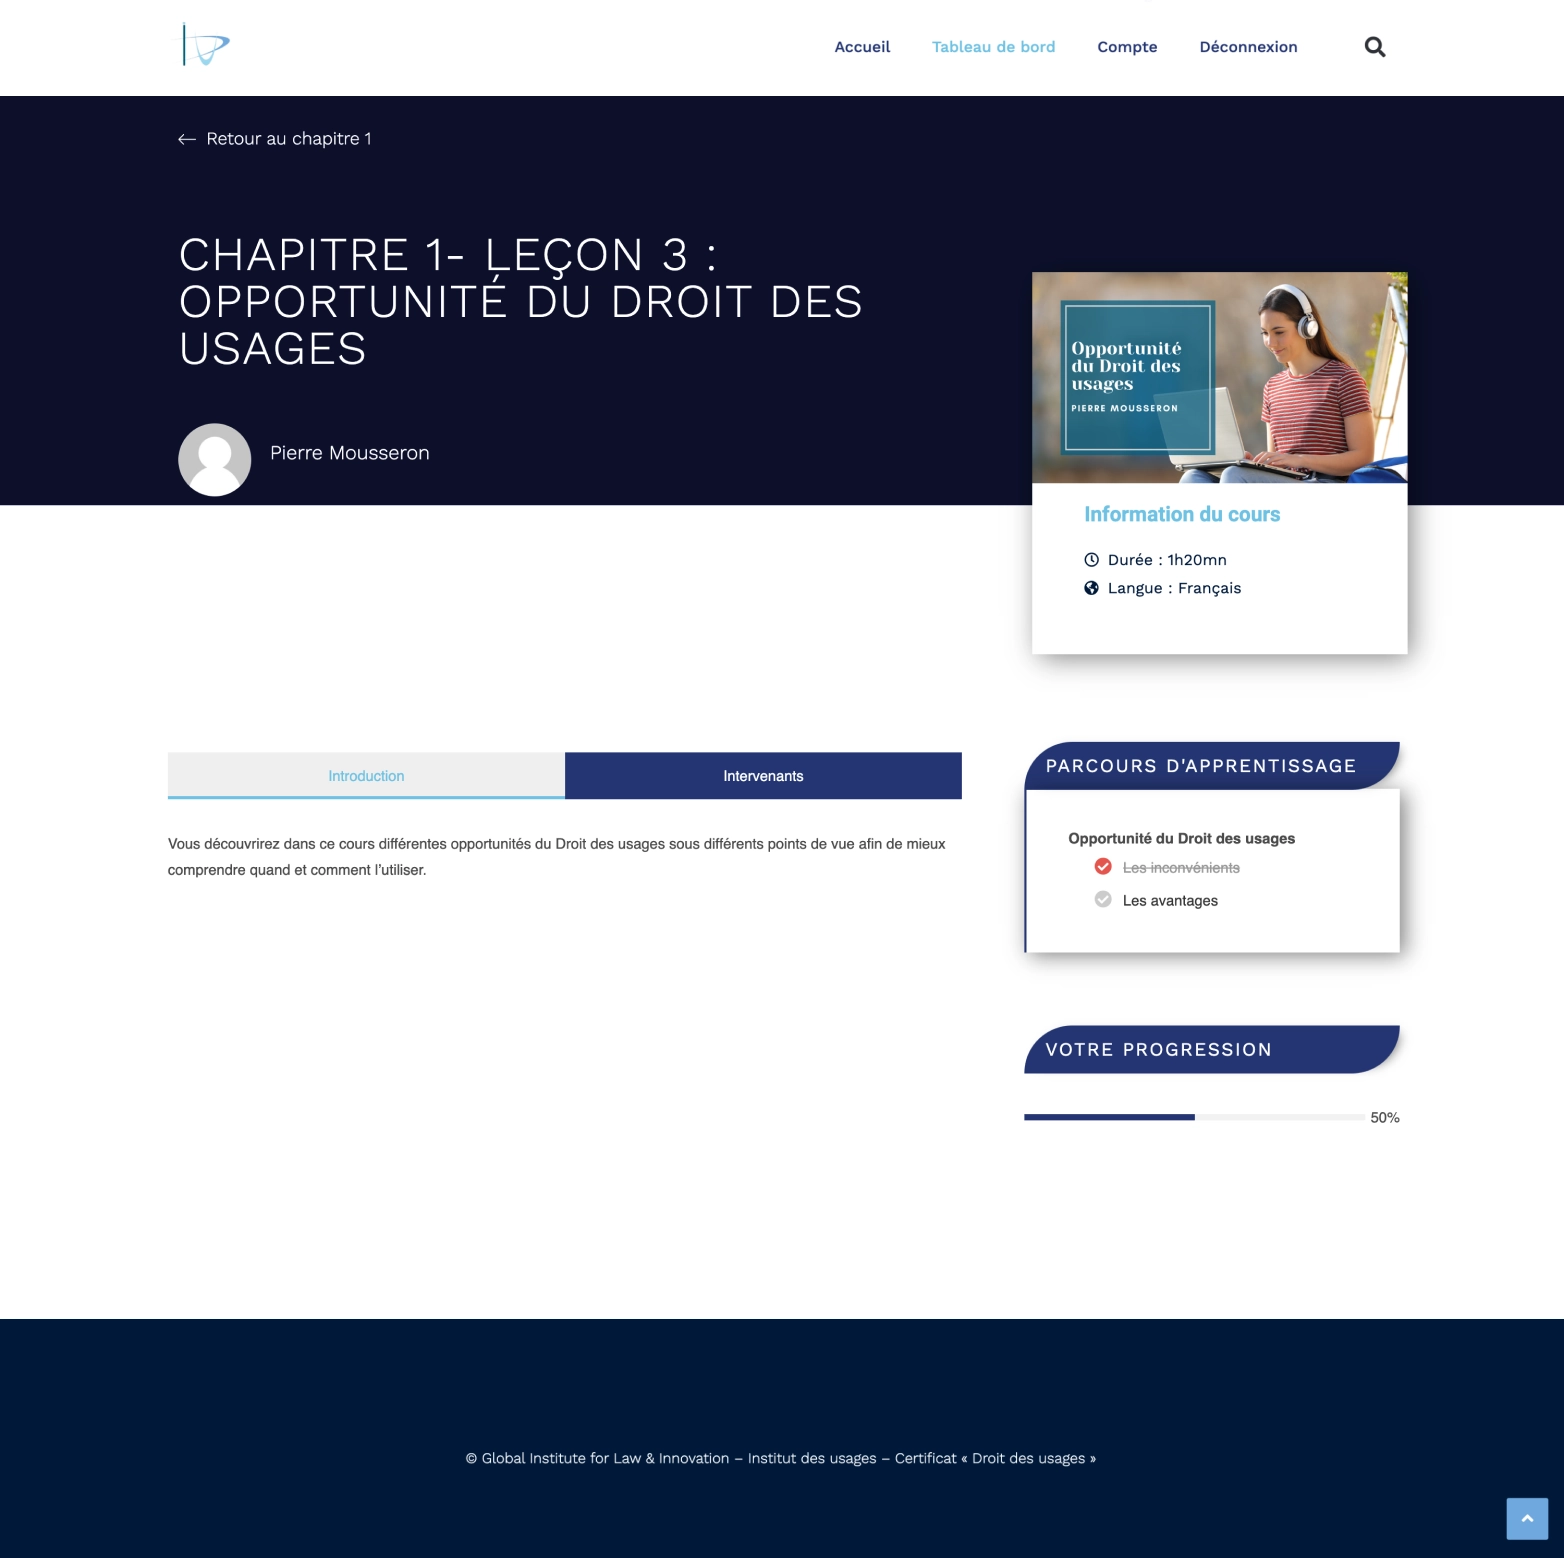 Accueil
Tableau de bord
Compte
Déconnexion
Retour au chapitre 1
CHAPITRE 1- LEÇON 3 :
OPPORTUNITÉ DU DROIT DES
USAGES
Pierre Mousseron
Opportunité
du Droit des
usages
PIERRE MOUSSERON
Information du cours
Durée : 1h20mn
Langue : Français
Introduction
Intervenants
Vous découvrirez dans ce cours différentes opportunités du Droit des usages sous différents points de vue afin de mieux
comprendre quand et comment l’utiliser.
PARCOURS D'APPRENTISSAGE
Opportunité du Droit des usages
Les inconvénients
Les avantages
VOTRE PROGRESSION
50%
© Global Institute for Law & Innovation – Institut des usages – Certificat « Droit des usages »